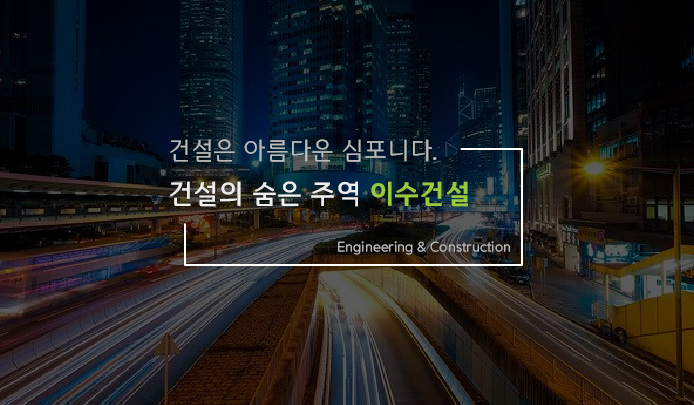 건설은 아름다운 심포니다.
건설의 숨은 주역 이수건설
Engineering & Construction